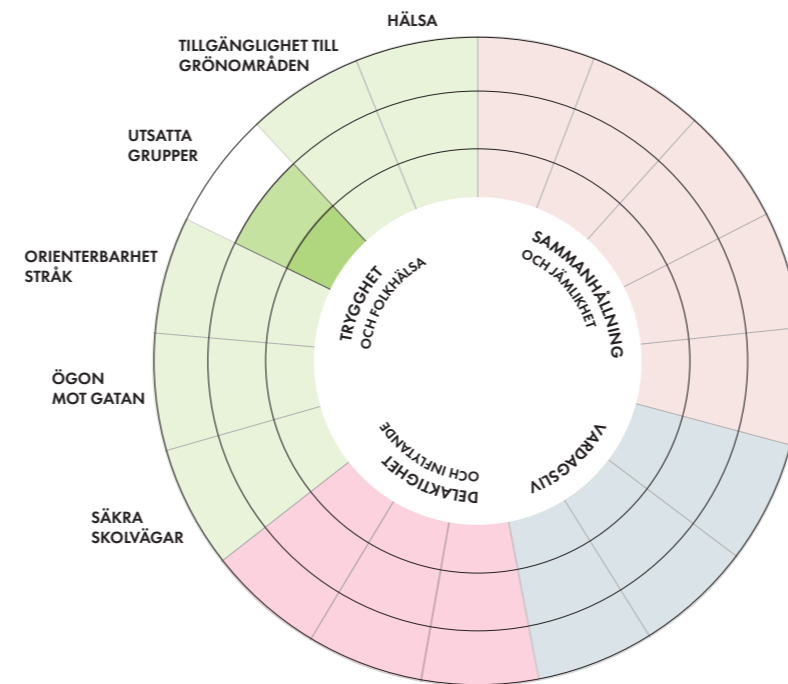 HÄLSA
TILLGÄNGLIGHET TILL
GRÖNOMRÅDEN
UTSATTA
GRUPPER
ORIENTERBARHET
STRÅK
ÖGON
MOT GATAN
SÄKRA
SKOLVÄGAR
TRYGGHET
OCH FOLKHÄLSA
SAMMANHÅLLNING
OCH JÄMLIKHET
DELAKTIGHET
OCH INFLYTANDE
VARDAGSLIV